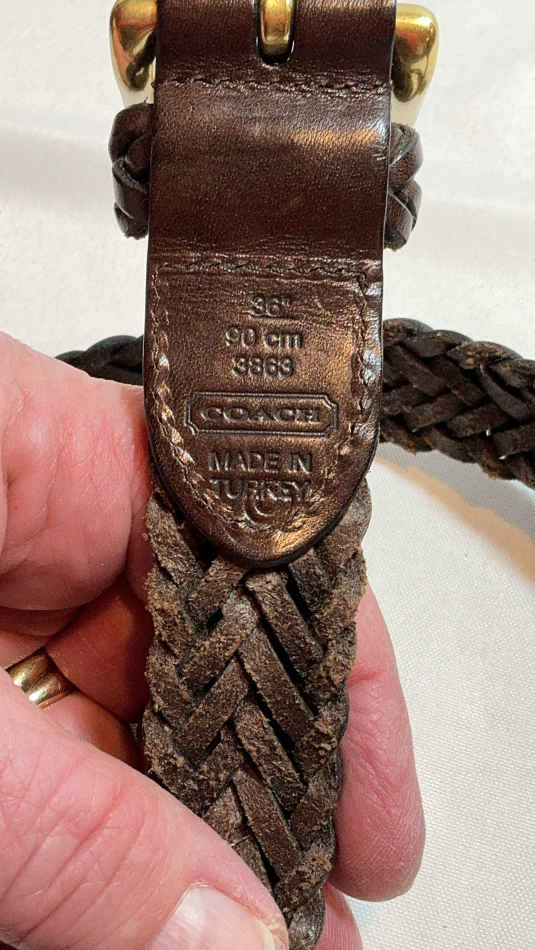 36"
90 cm
3863
COACH
MADE IN
TURKEY